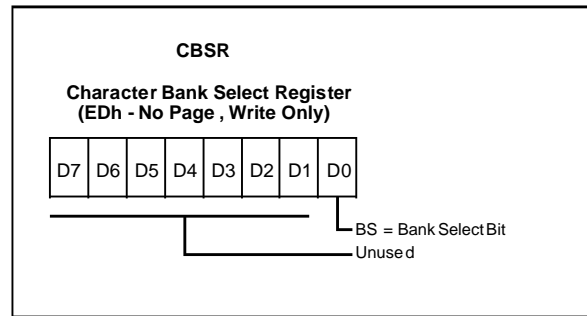 CBSR
Character Bank Select Register
(EDh - No Page , Write Only)
D7 D6 D5 D4 D3 D2 D1 D0
BS = Bank Select Bit
Unused